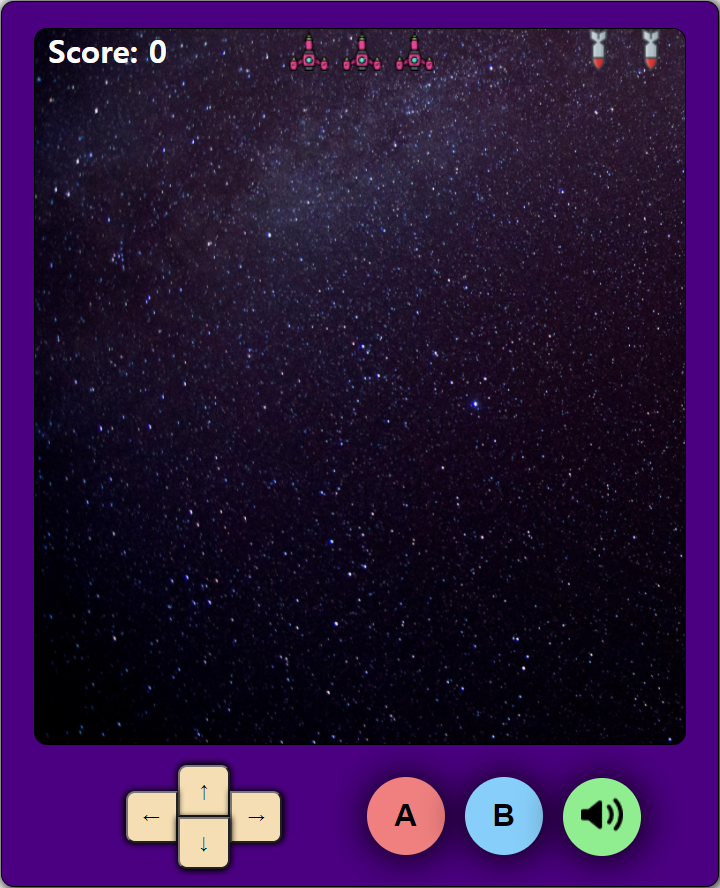 Score: 0
↑
← →
↓
A B